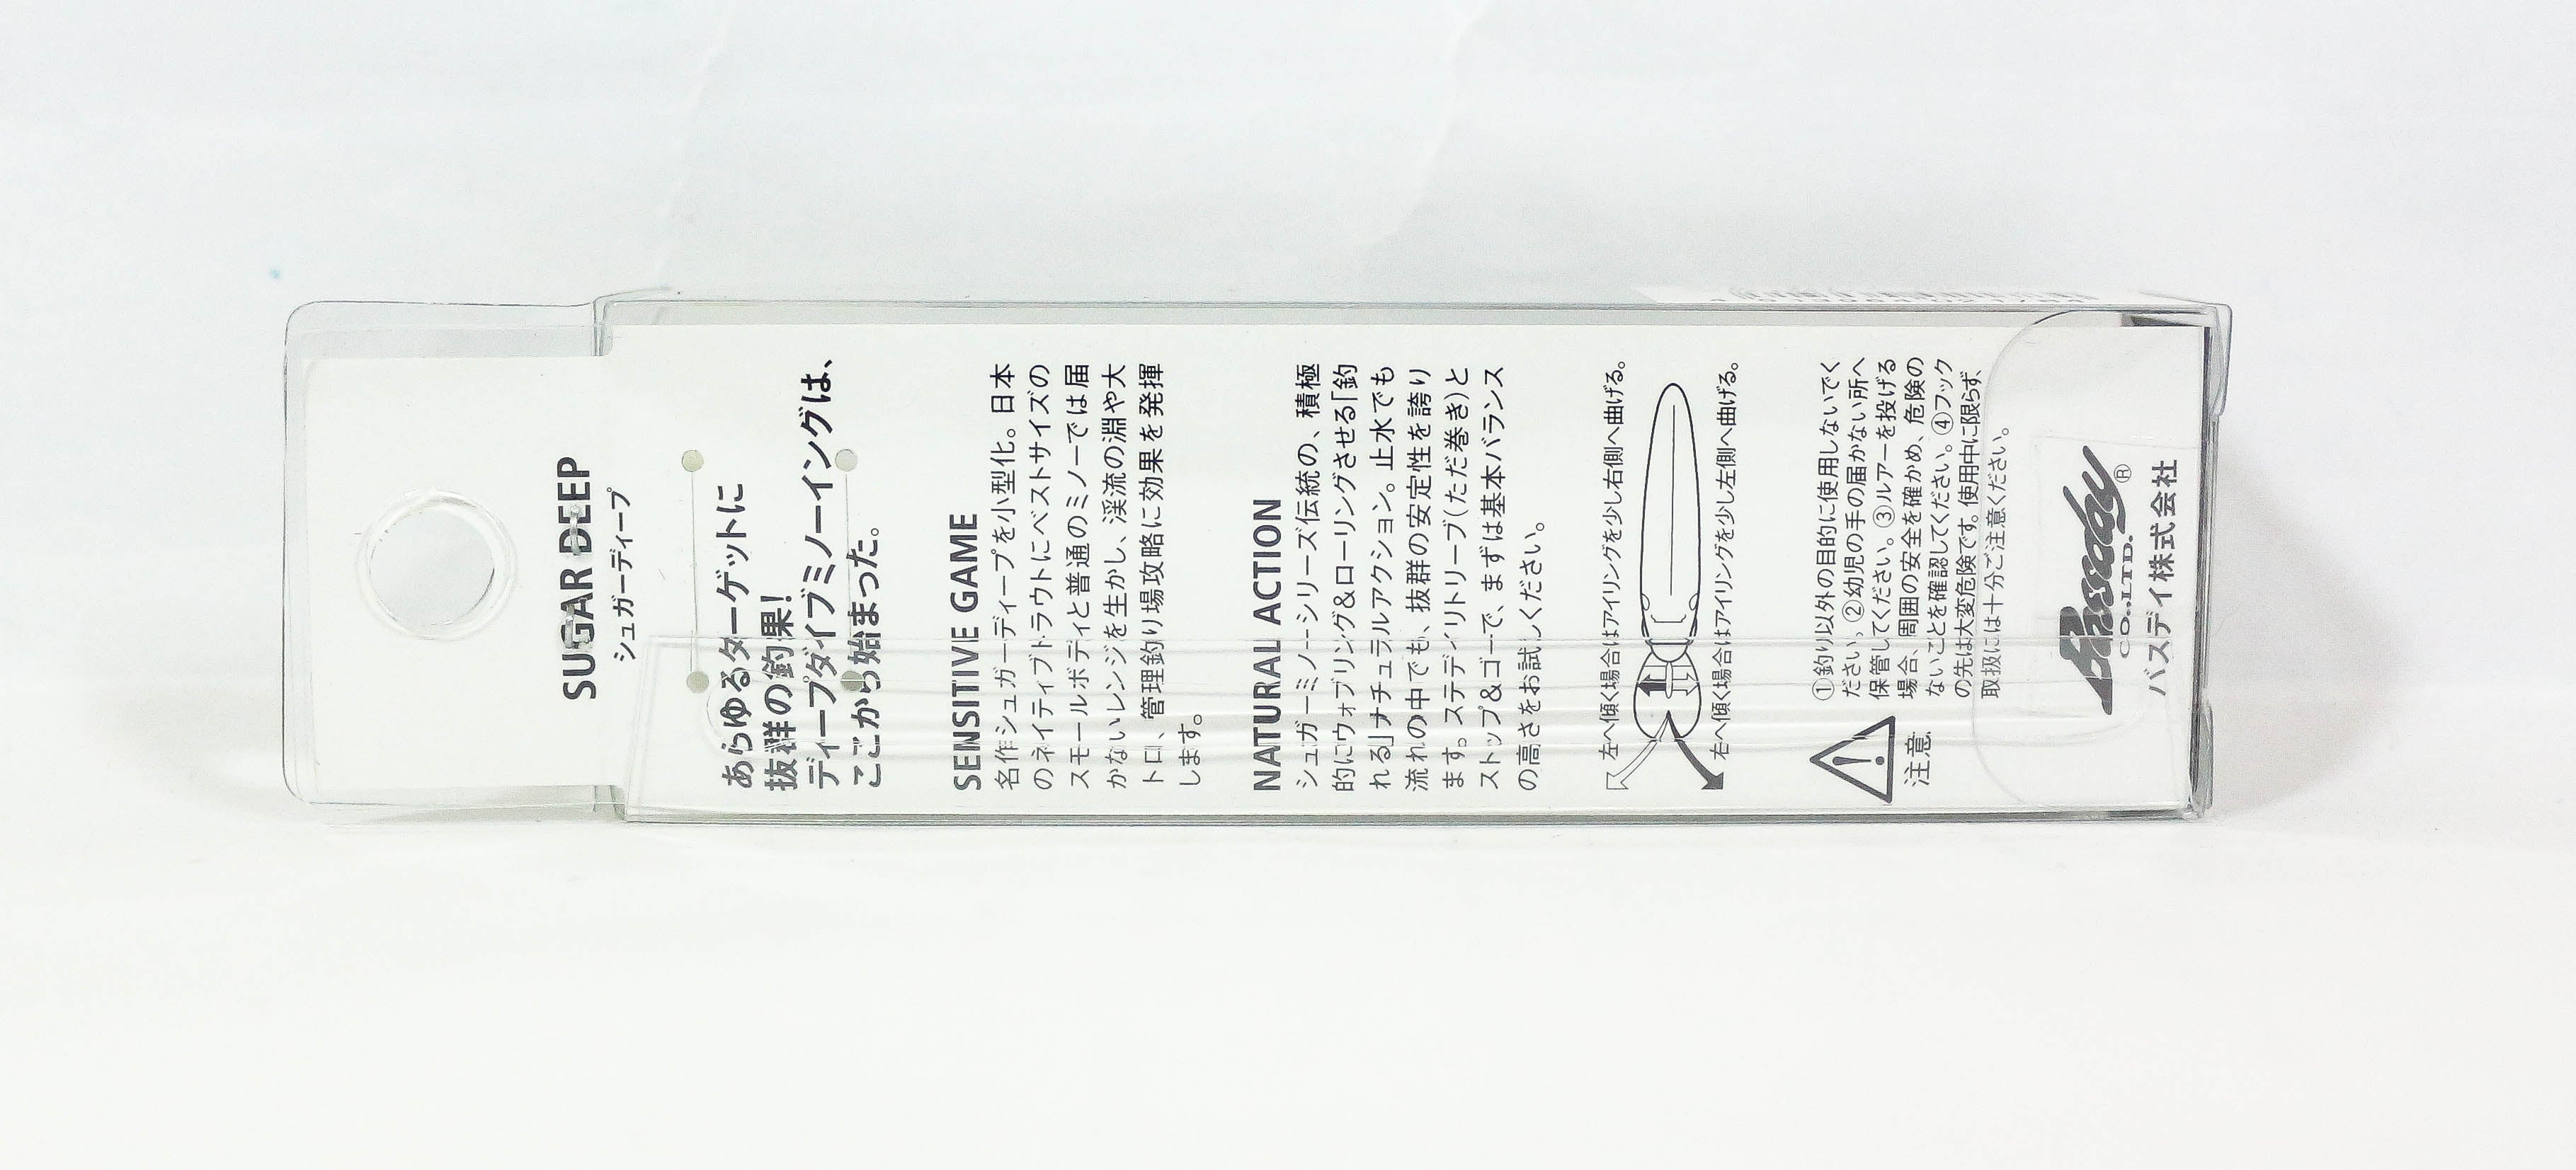 SUGAR DEEP
シュガーディープ
あらゆるターゲットに
抜群の釣果!
ディープダイブミノーイングは、
ここから始まった。
SENSITIVE GAME
名作シュガーディープを小型化。日本
のネイティブトラウトにベストサイズの
スモールボディと普通のミノーでは届
かないレンジを生かし、渓流の淵や大
トロ、管理釣り場攻略に効果を発揮
します。
NATURAL ACTION
シュガーミノーシリーズ伝統の、積極
的にウォブリング&ローリングさせる「釣
れる」ナチュラルアクション。止水でも
流れの中でも、抜群の安定性を誇り
ます。ステディリトリーブ(ただ巻き)と
ストップ&ゴーで、まずは基本バランス
の高さをお試しください。
左へ傾く場合はアイリングを少し右側へ曲げる。
右へ傾く場合はアイリングを少し左側へ曲げる。
注意
①釣り以外の目的に使用しないでく
ださい。②幼児の手の届かない所へ
保管してください。③ルアーを投げる
場合、周囲の安全を確かめ、危険の
ないことを確認してください。④フック
の先は大変危険です。使用中に限らず、
取扱には十分ご注意ください。
Bassday®
CO.,LTD.
バスデイ株式会社